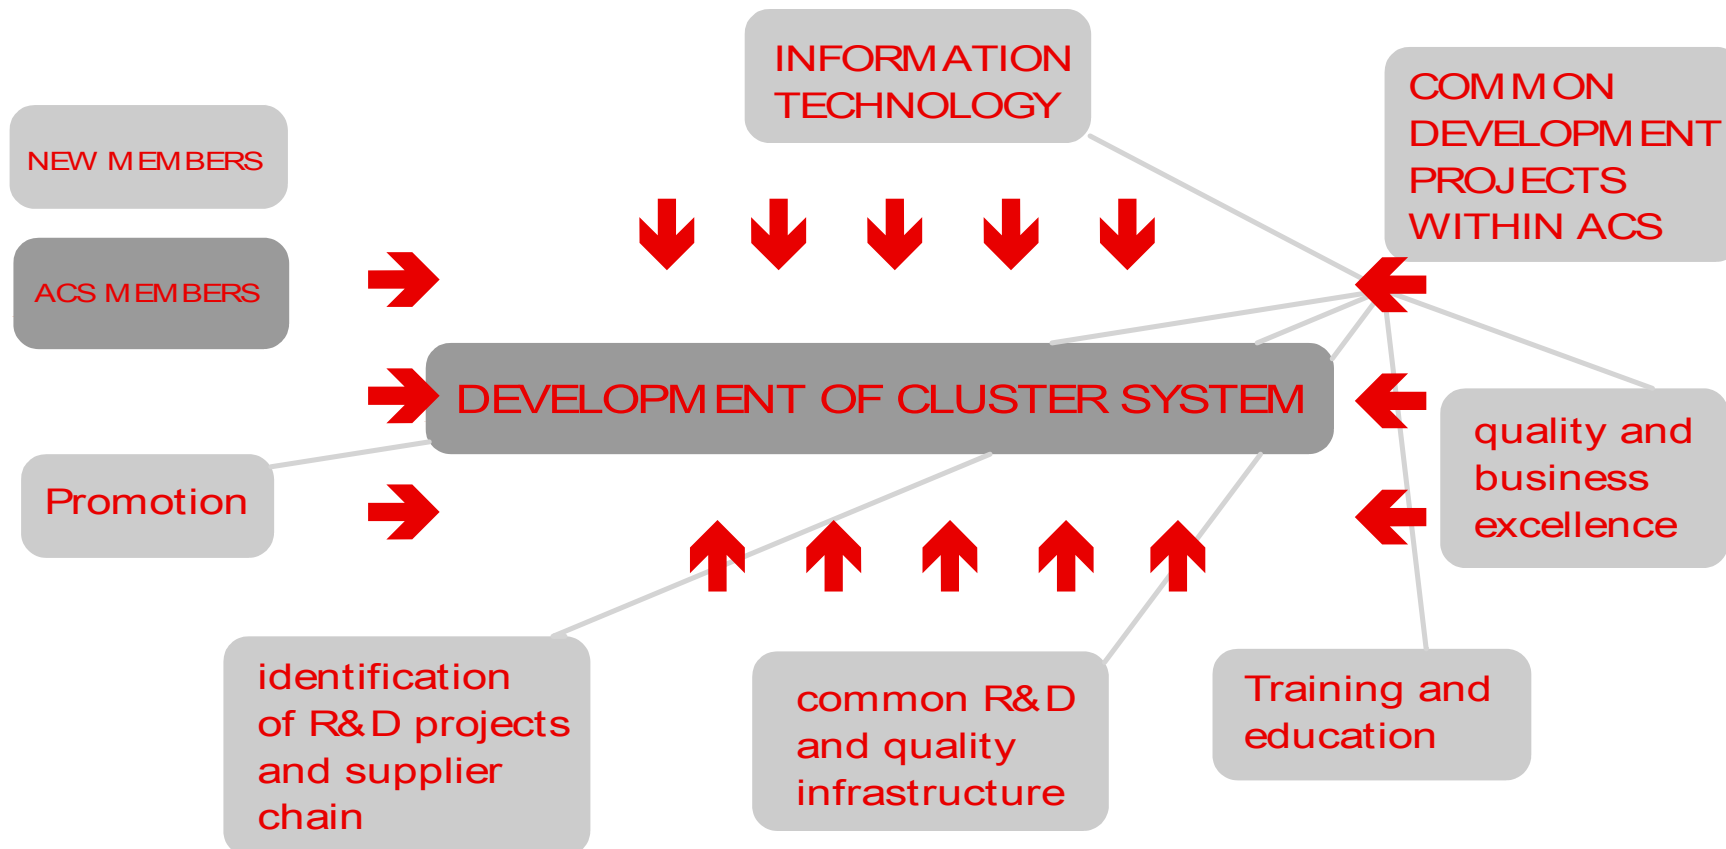 INFORMATION
TECHNOLOGY
COMMON
DEVELOPMENT
PROJECTS
WITHIN ACS
NEW MEMBERS
ACS MEMBERS
DEVELOPMENT OF CLUSTER SYSTEM
Promotion
quality and
business
excellence
identification
of R&D projects
and supplier
chain
common R&D
and quality
infrastructure
Training and
education